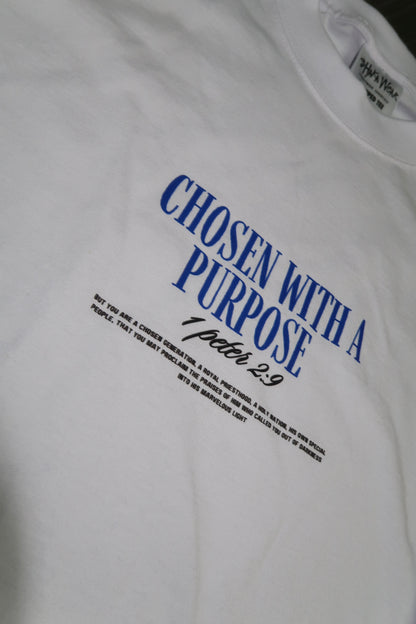 CHOSEN WITH A
PURPOSE
1 peter 2:9
BUT YOU ARE A CHOSEN GENERATION, A ROYAL PRIESTHOOD, A HOLY NATION, HIS OWN SPECIAL
PEOPLE, THAT YOU MAY PROCLAIM THE PRAISES OF HIM WHO CALLED YOU OUT OF DARKNESS
INTO HIS MARVELOUS LIGHT